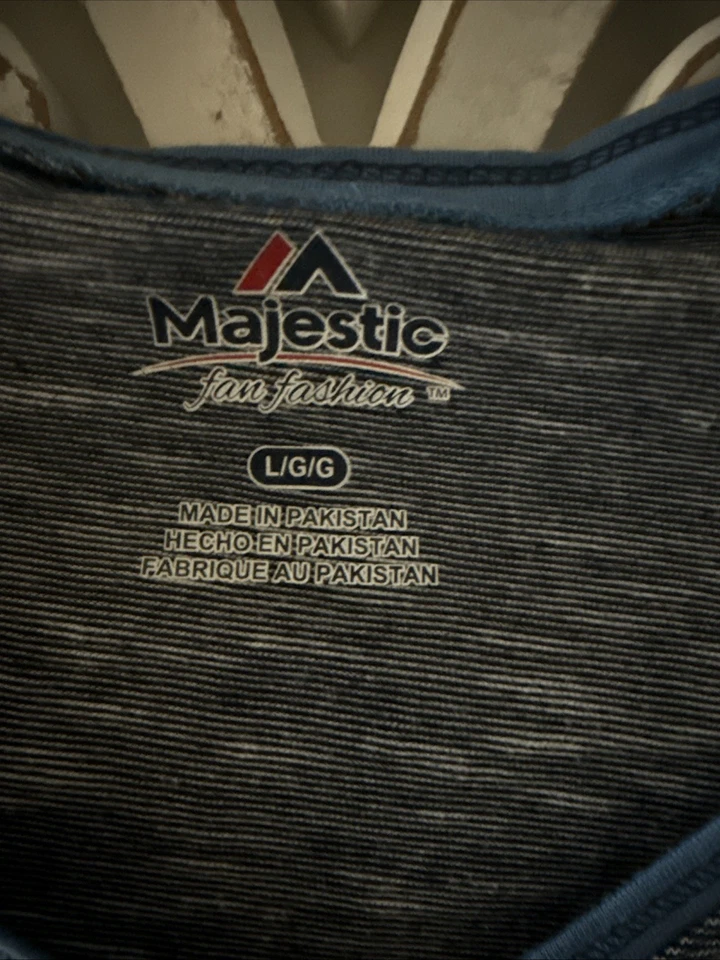 Majestic
fan fashion ™
L/G/G
MADE IN PAKISTAN
HECHO EN PAKISTAN
FABRIQUE AU PAKISTAN